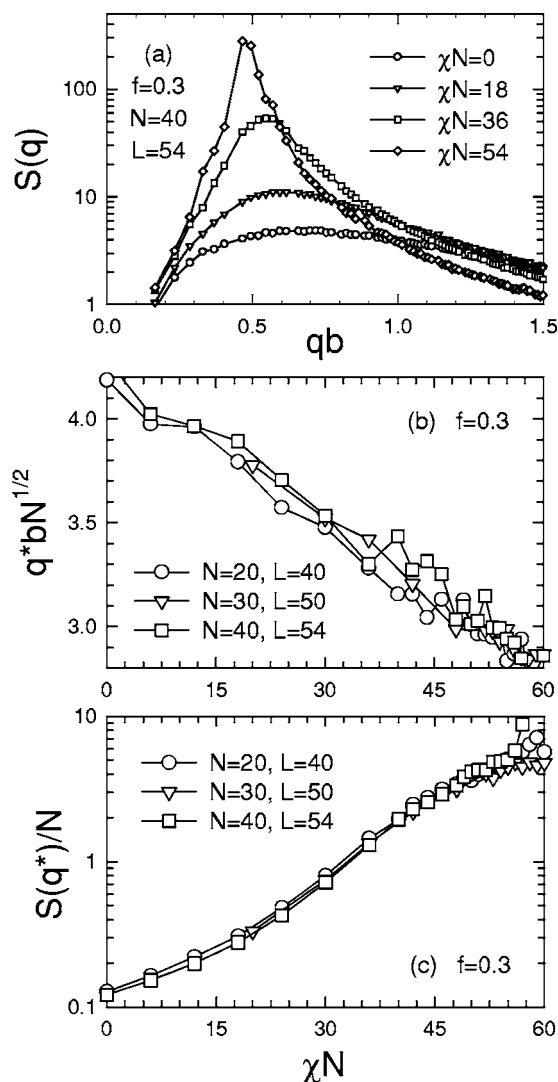 (a)
f=0.3
N=40
L=54
χN=0
χN=18
χN=36
χN=54
100
10
1
S(q)
0.0 0.5 1.0 1.5
qb
(b) f=0.3
4.0
3.5
3.0
q*bN^1/2
N=20, L=40
N=30, L=50
N=40, L=54
0 15 30 45 60
10
1
0.1
S(q*)/N
N=20, L=40
N=30, L=50
N=40, L=54
(c) f=0.3
0 15 30 45 60
χN